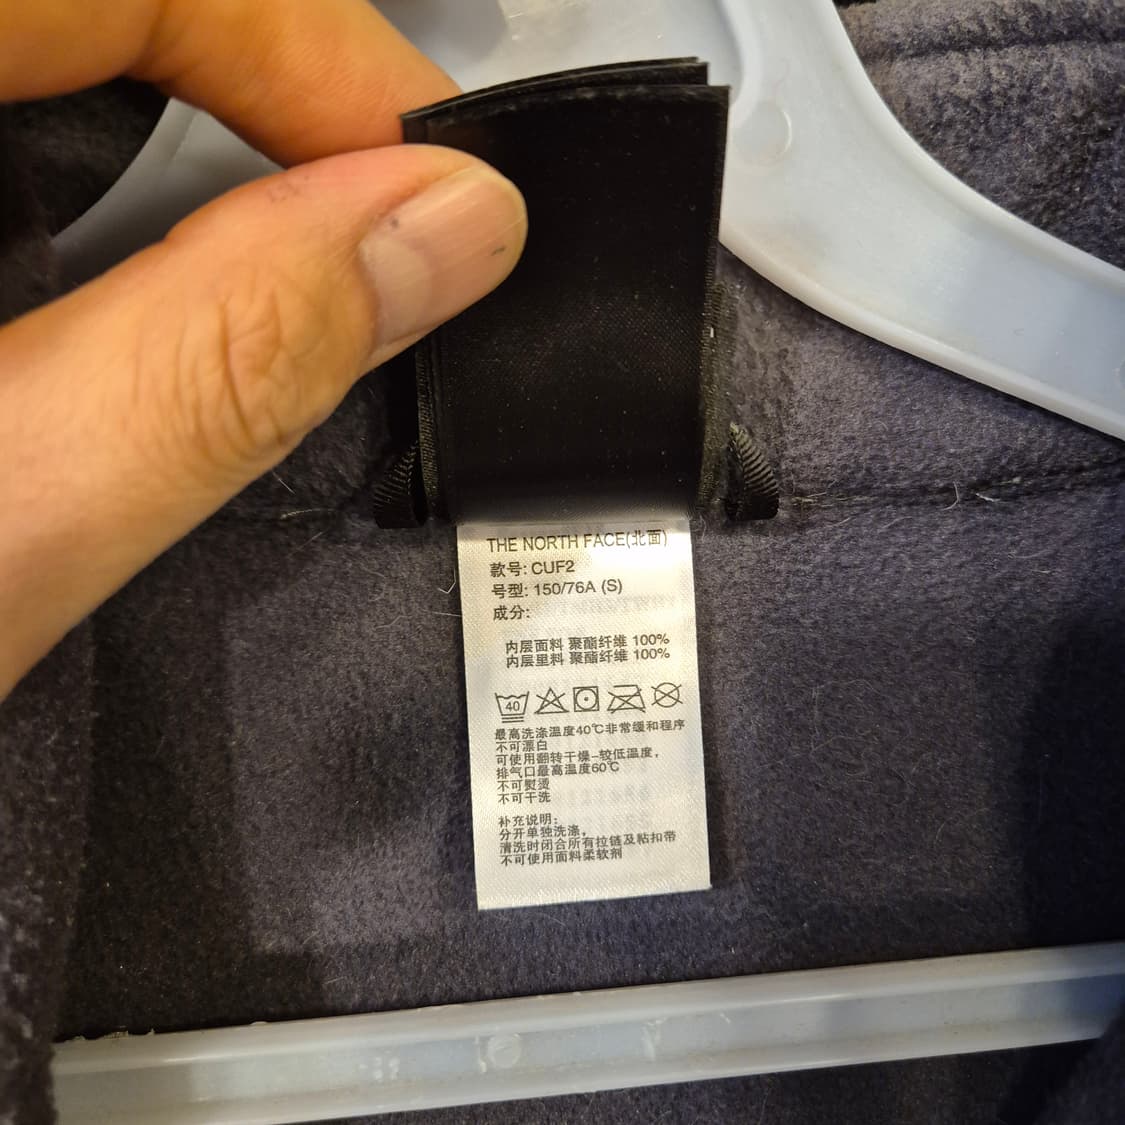 THE NORTH FACE(北面)
款号: CUF2
号型: 150/76A (S)
成分:
内层面料 聚酯纤维 100%
内层里料 聚酯纤维 100%
40
最高洗涤温度40℃非常缓和程序
不可漂白
可使用翻转干燥-较低温度，
排气口最高温度60℃
不可熨烫
不可干洗
补充说明:
分开单独洗涤，
清洗时闭合所有拉链及粘扣带
不可使用面料柔软剂